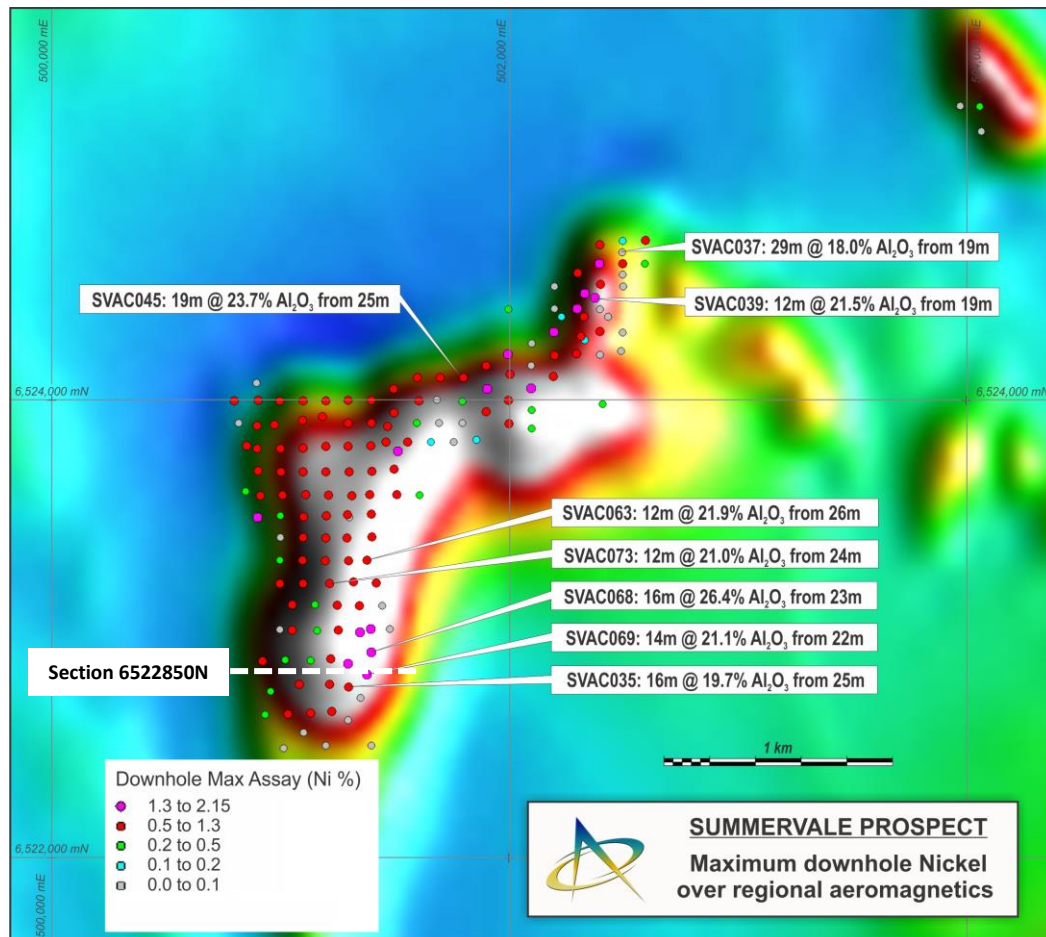 500,000 mE
502,000 mE
SVAC037: 29m @ 18.0% Al₂O₃ from 19m
SVAC045: 19m @ 23.7% Al₂O₃ from 25m
SVAC039: 12m @ 21.5% Al₂O₃ from 19m
6,524,000 mN
6,524,000 mN
SVAC063: 12m @ 21.9% Al₂O₃ from 26m
SVAC073: 12m @ 21.0% Al₂O₃ from 24m
SVAC068: 16m @ 26.4% Al₂O₃ from 23m
SVAC069: 14m @ 21.1% Al₂O₃ from 22m
Section 6522850N
SVAC035: 16m @ 19.7% Al₂O₃ from 25m
1 km
Downhole Max Assay (Ni %)
1.3 to 2.15
0.5 to 1.3
0.2 to 0.5
0.1 to 0.2
0.0 to 0.1
SUMMERVALE PROSPECT
Maximum downhole Nickel
over regional aeromagnetics
6,522,000 mN
500,000 mE
502,000 mE